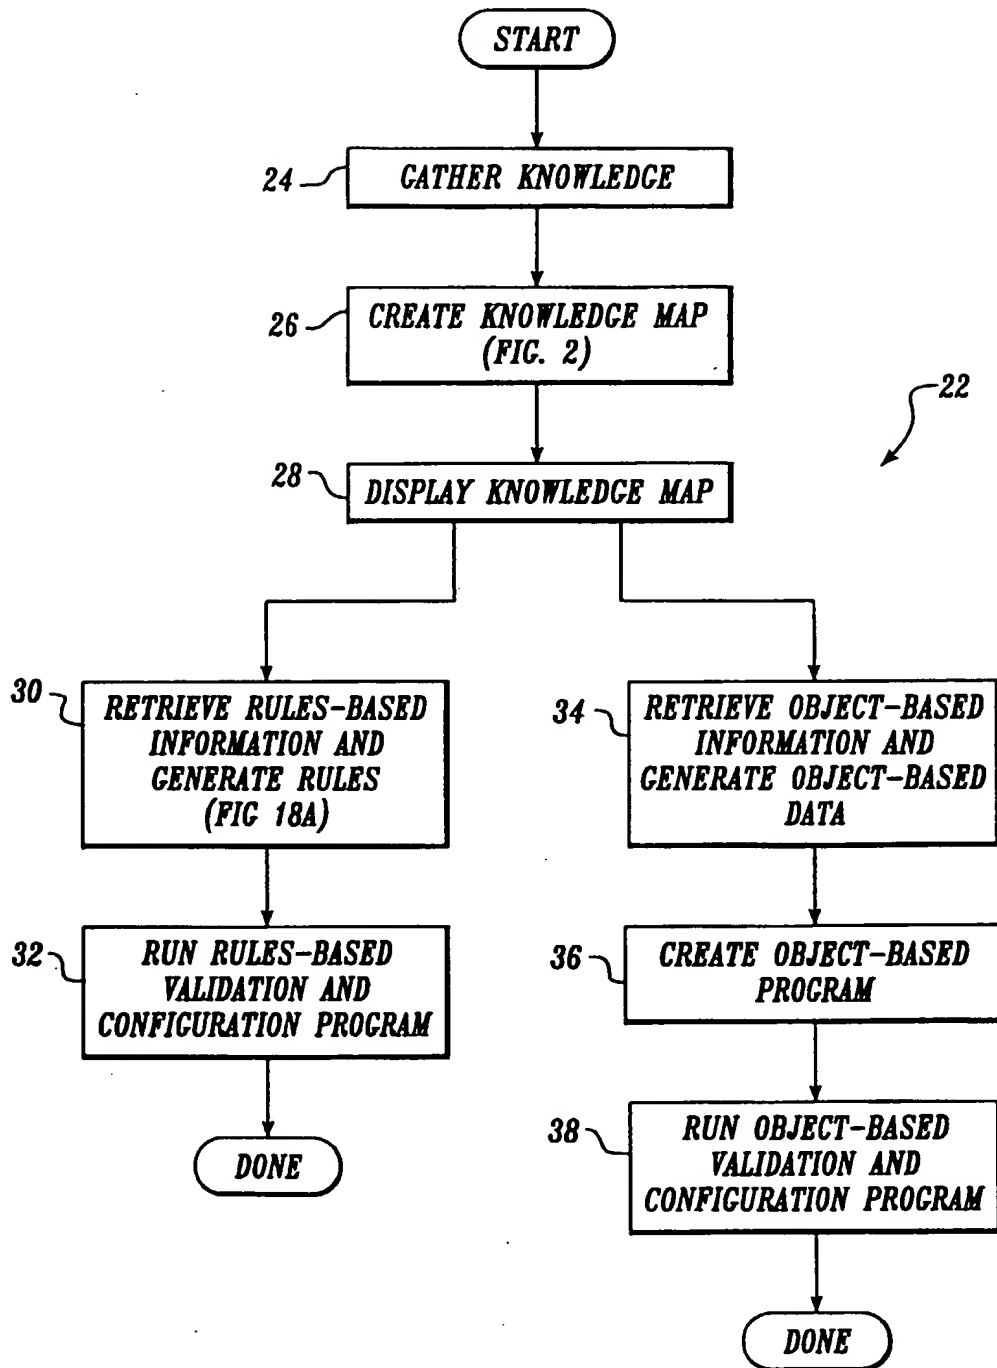 START
24
GATHER KNOWLEDGE
26
CREATE KNOWLEDGE MAP
(FIG. 2)
22
28
DISPLAY KNOWLEDGE MAP
30
RETRIEVE RULES-BASED
INFORMATION AND
GENERATE RULES
(FIG 18A)
34
RETRIEVE OBJECT-BASED
INFORMATION AND
GENERATE OBJECT-BASED
DATA
32
RUN RULES-BASED
VALIDATION AND
CONFIGURATION PROGRAM
36
CREATE OBJECT-BASED
PROGRAM
38
RUN OBJECT-BASED
VALIDATION AND
CONFIGURATION PROGRAM
DONE
DONE